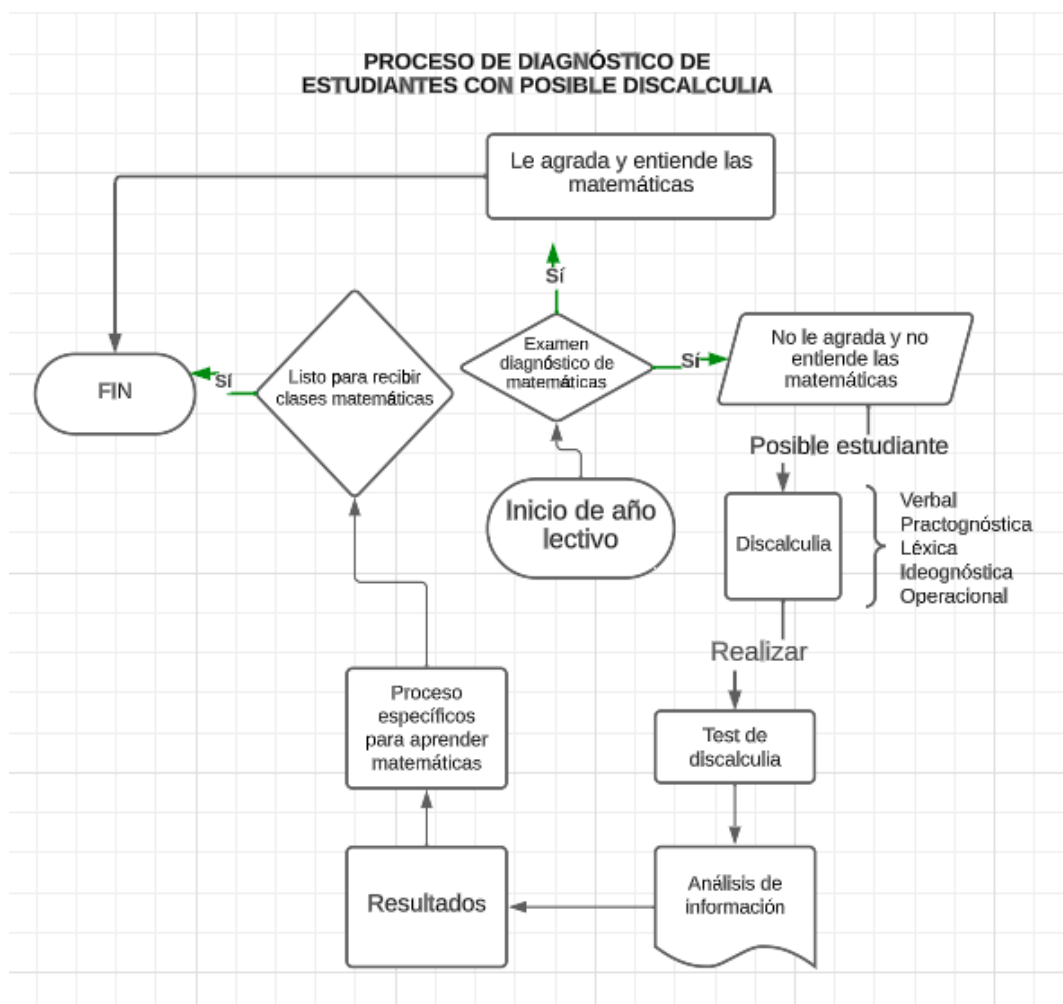 PROCESO DE DIAGNÓSTICO DE
ESTUDIANTES CON POSIBLE DISCALCULIA
Le agrada y entiende las
matemáticas
Sí
Examen
diagnóstico de
matemáticas
Sí
No le agrada y no
entiende las
matemáticas
FIN
Sí
Listo para recibir
clases matemáticas
Inicio de año
lectivo
Posible estudiante
Discalculia
Verbal
Practognóstica
Léxica
Ideognóstica
Operacional
Realizar
Test de
discalculia
Proceso
específicos
para aprender
matemáticas
Resultados
Análisis de
información